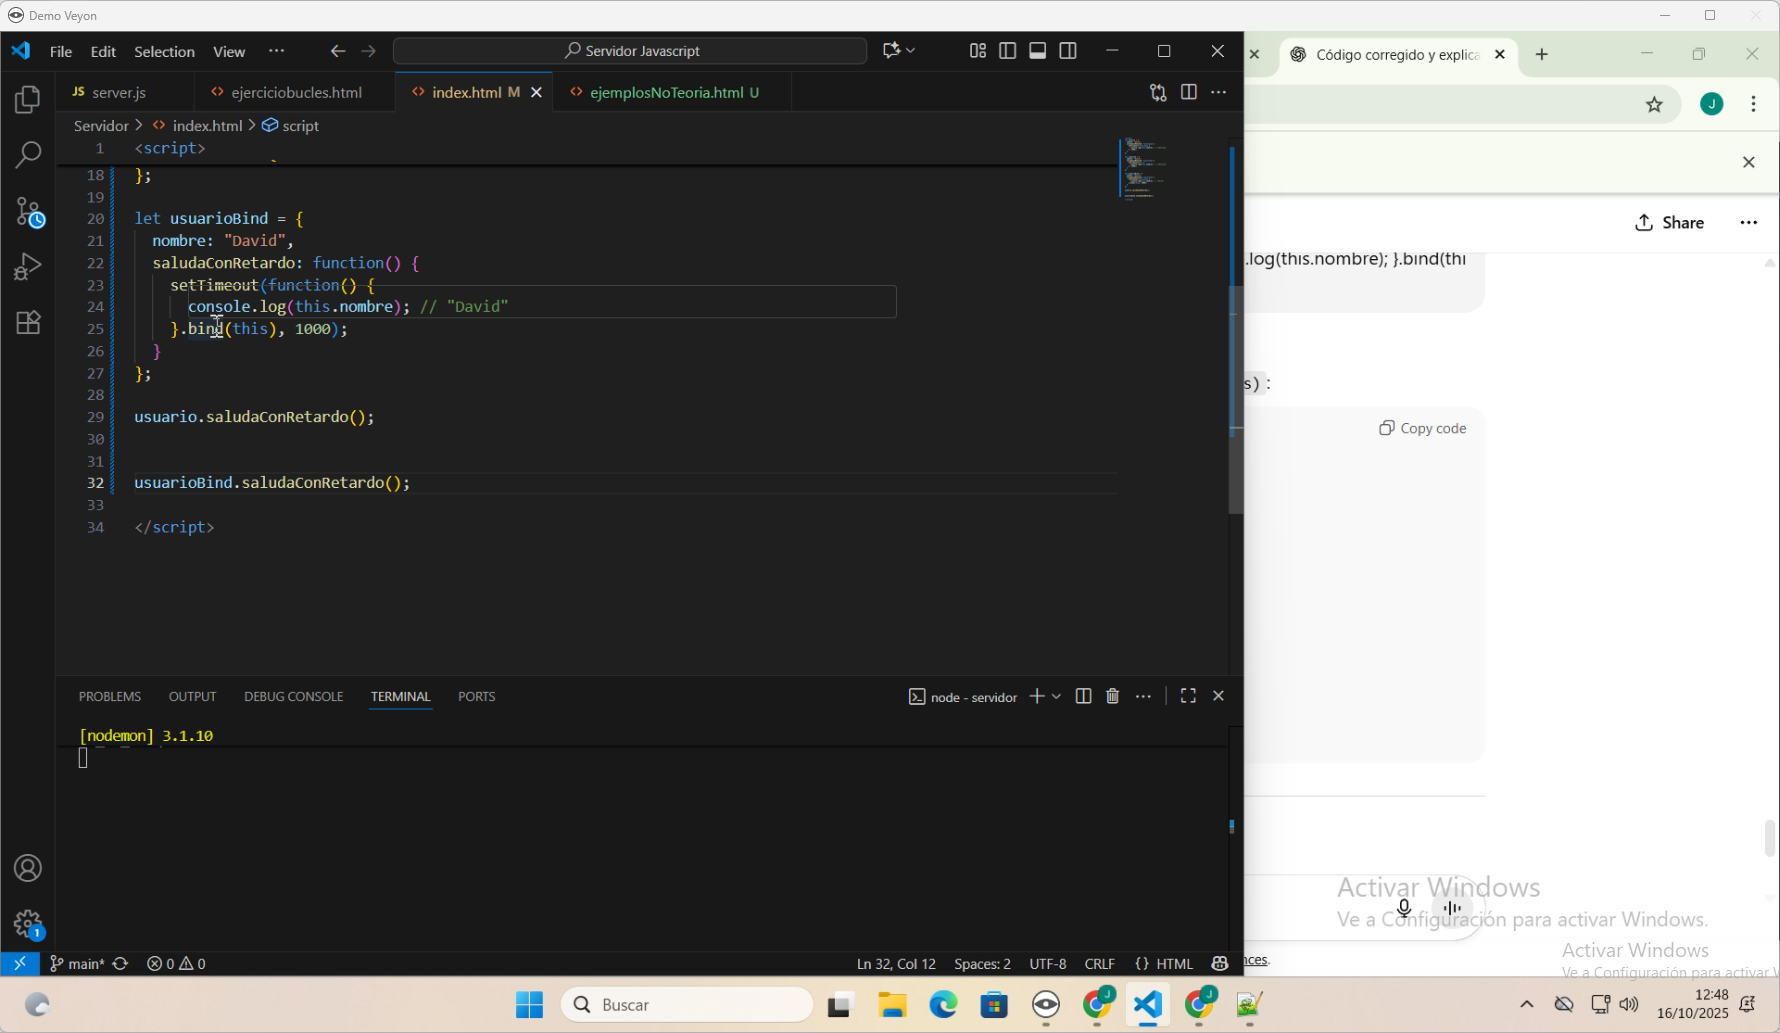 Demo Veyon
File Edit Selection View ··· Servidor Javascript
Código corregido y explica
JS server.js
ejerciciobucles.html
index.html M
ejemplosNoTeoria.html U
J
Servidor > index.html > script
1 <script>
18 };
19
20 let usuarioBind = {
21 nombre: "David",
22 saludaConRetardo: function() {
23 setTimeout(function() {
24 console.log(this.nombre); // "David"
25 }.bind(this), 1000);
26 }
27 };
28
29 usuario.saludaConRetardo();
30
31
32 usuarioBind.saludaConRetardo();
33
34 </script>
Share
.log(this.nombre); }.bind(thi
s) :
Copy code
PROBLEMS OUTPUT DEBUG CONSOLE TERMINAL PORTS
node - servidor
[nodemon] 3.1.10
Activar Windows
Ve a Configuración para activar Windows.
Activar Windows
Ve a Configuración para activar W
nces.
1
main* 0 0
Ln 32, Col 12 Spaces: 2 UTF-8 CRLF {} HTML
Buscar
J
J
12:48
16/10/2025